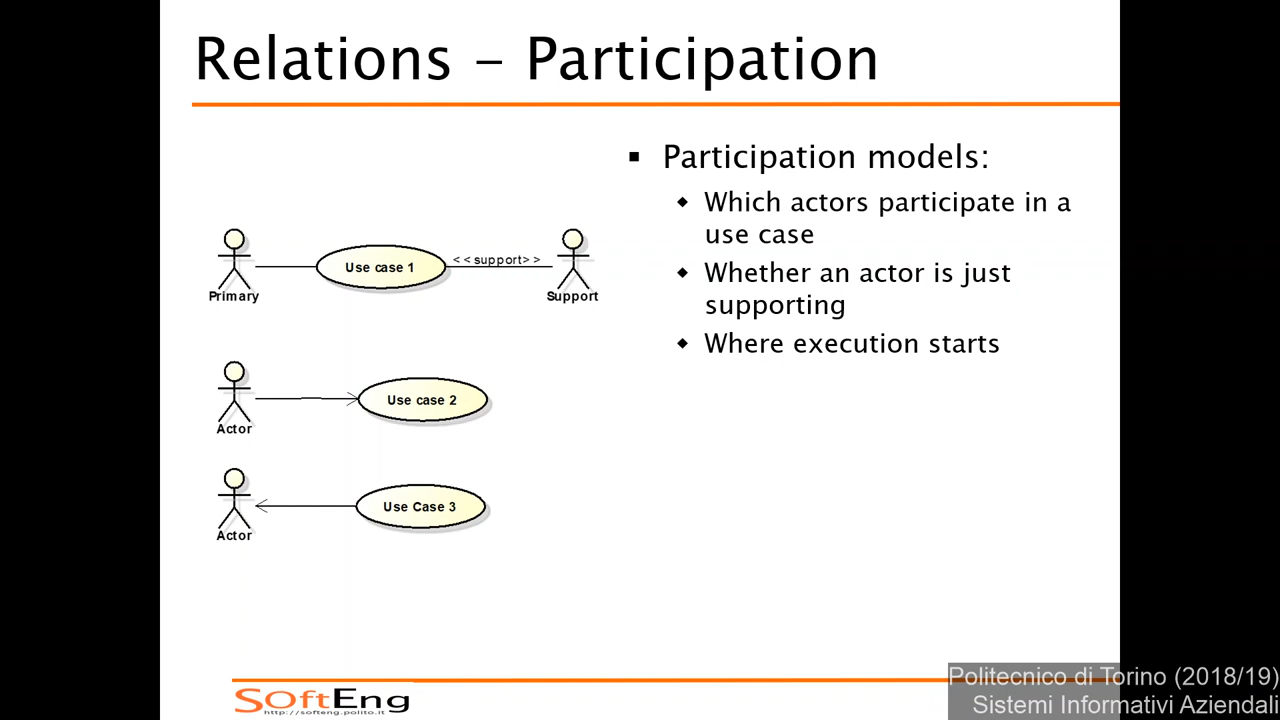 Relations – Participation
▪ Participation models:
◆ Which actors participate in a
use case
◆ Whether an actor is just
supporting
◆ Where execution starts
Use case 1
<<support>>
Primary
Support
Use case 2
Actor
Use Case 3
Actor
SOftEng
http://softeng.polito.it
Politecnico di Torino (2018/19)
Sistemi Informativi Aziendali